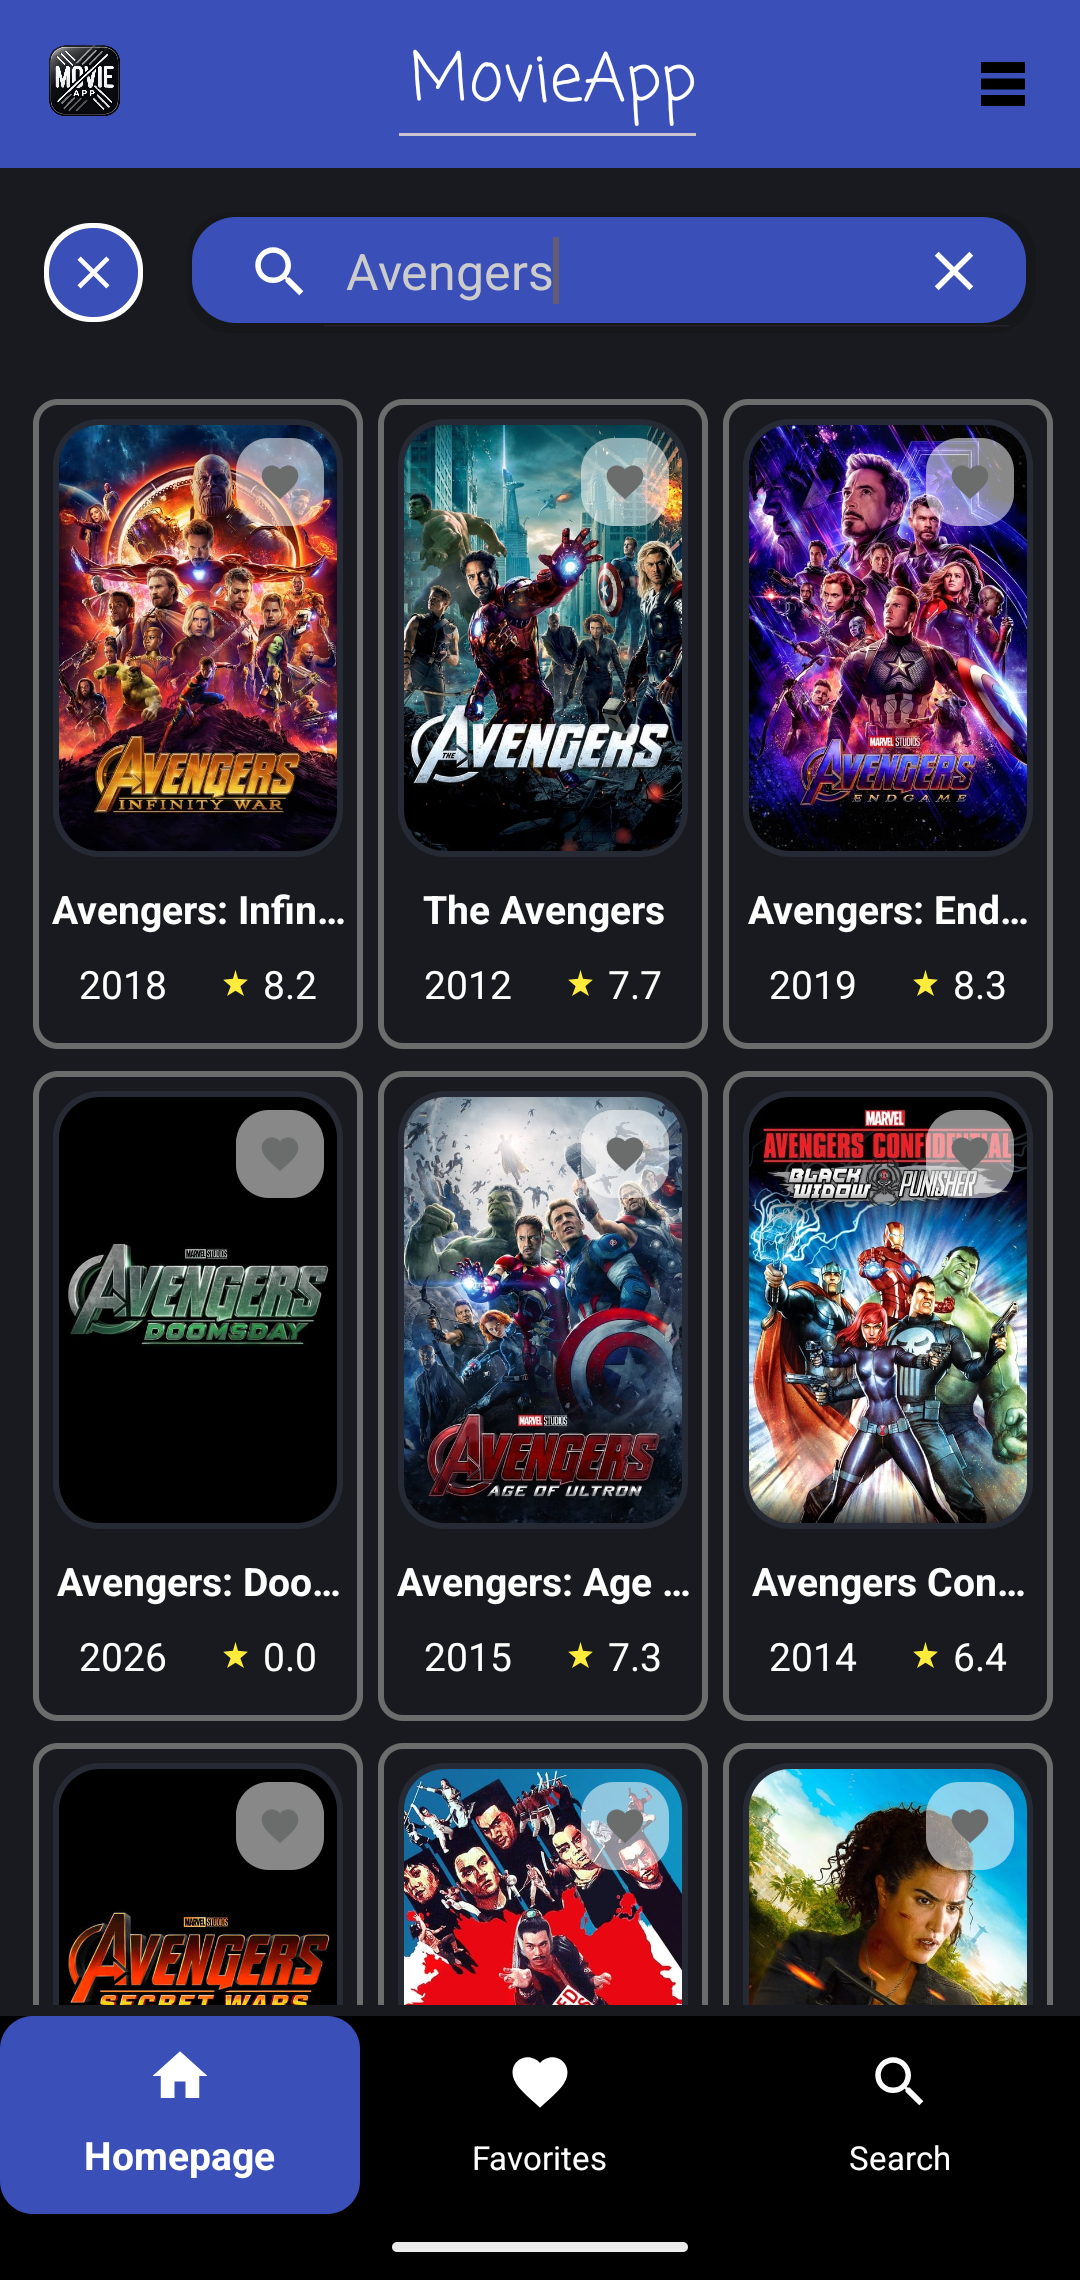 MOVIE
APP
MovieApp
Avengers
AVENGERS
INFINITY WAR
THE AVENGERS
MARVEL STUDIOS
AVENGERS
ENDGAME
Avengers: Infin...
The Avengers
Avengers: End...
2018 ★ 8.2
2012 ★ 7.7
2019 ★ 8.3
MARVEL STUDIOS
AVENGERS
DOOMSDAY
MARVEL STUDIOS
AVENGERS
AGE OF ULTRON
MARVEL
AVENGERS CONFIDENTIAL
BLACK WIDOW PUNISHER
Avengers: Doo...
Avengers: Age ...
Avengers Con...
2026 ★ 0.0
2015 ★ 7.3
2014 ★ 6.4
MARVEL STUDIOS
AVENGERS
SECRET WARS
Homepage
Favorites
Search